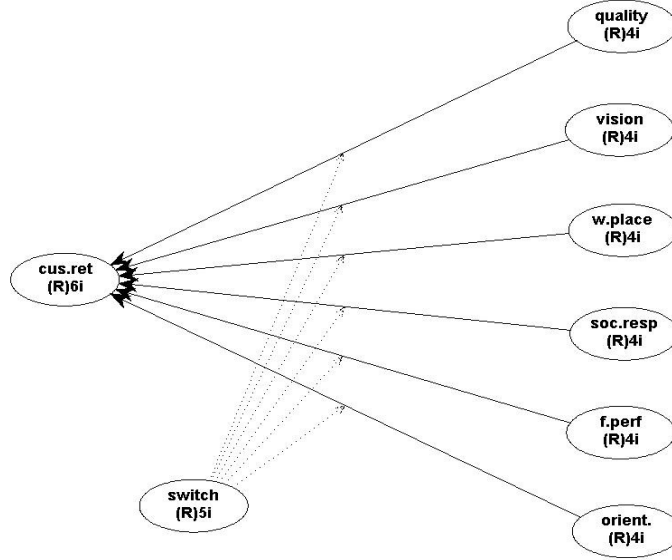 quality
(R)4i
vision
(R)4i
w.place
(R)4i
cus.ret
(R)6i
soc.resp
(R)4i
f.perf
(R)4i
switch
(R)5i
orient.
(R)4i